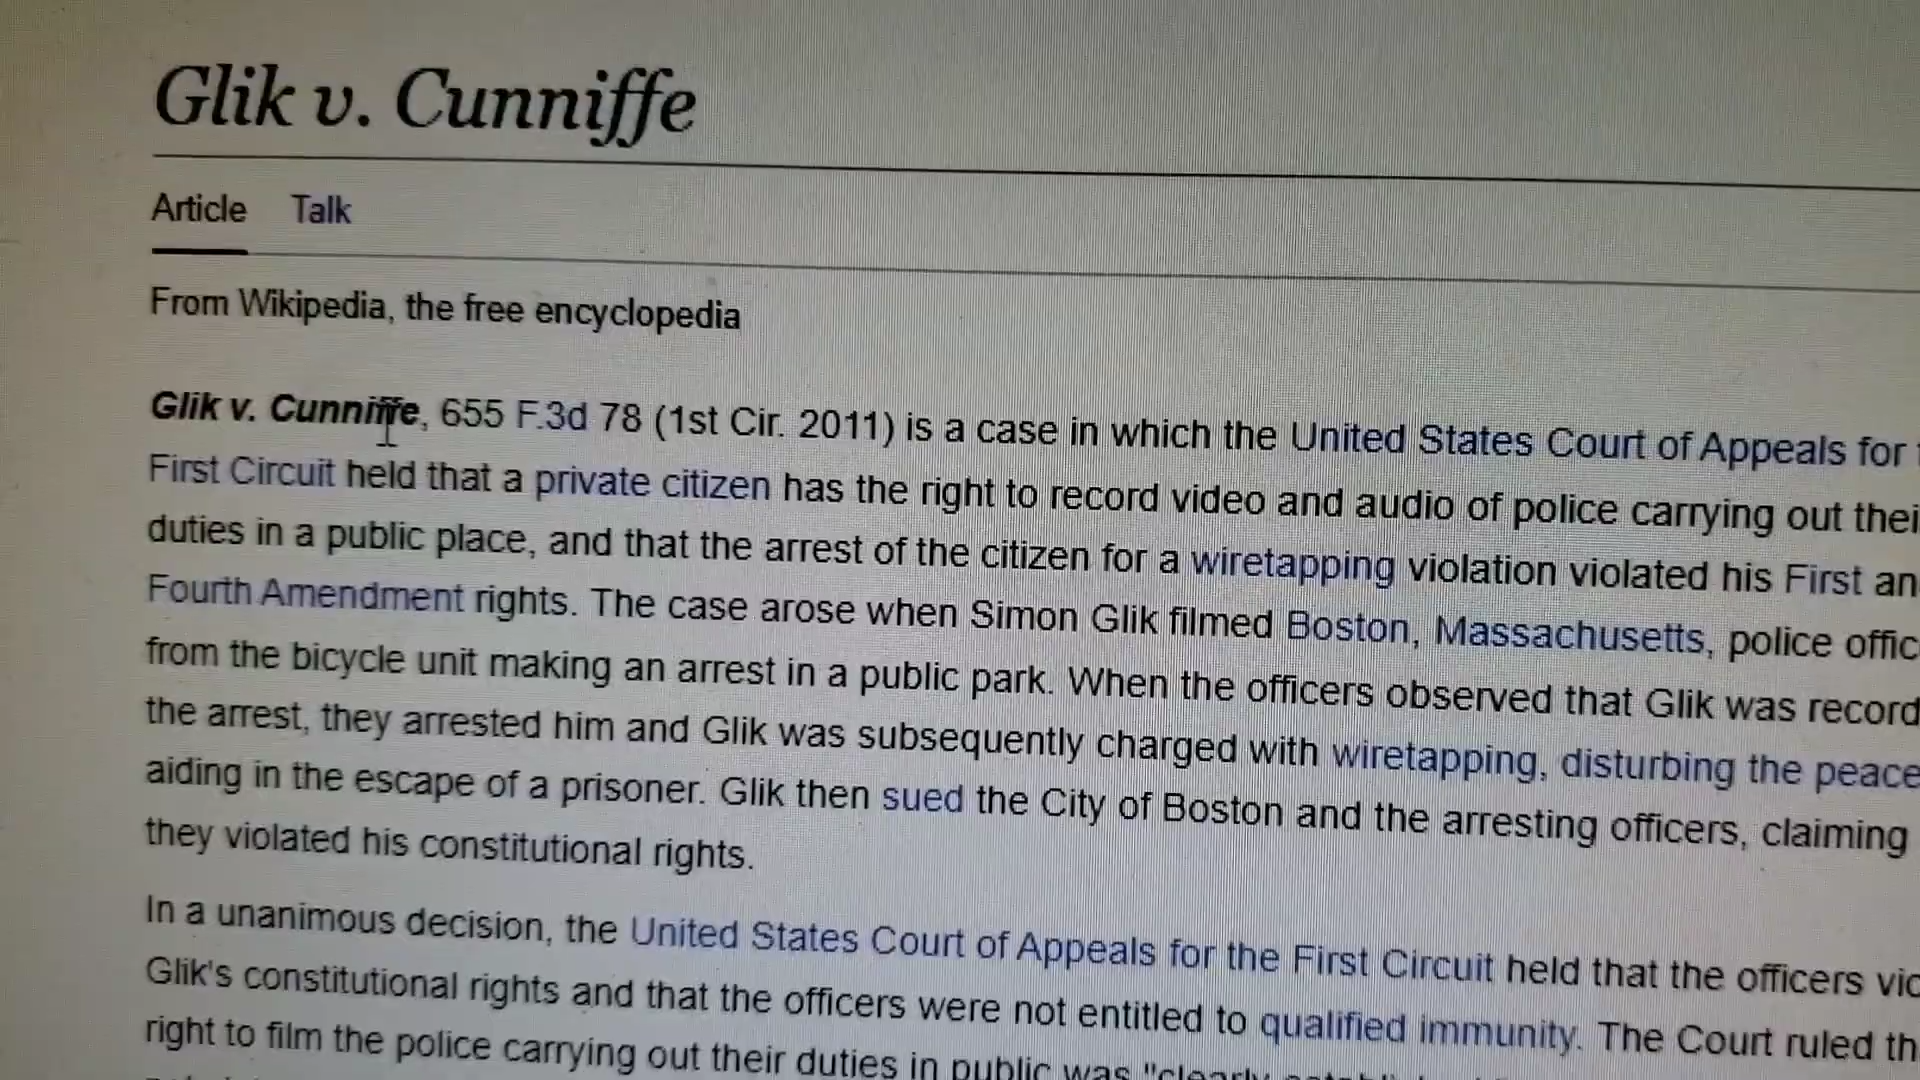 Glik v. Cunniffe
Article Talk
From Wikipedia, the free encyclopedia
Glik v. Cunniffe, 655 F.3d 78 (1st Cir. 2011) is a case in which the United States Court of Appeals for
First Circuit held that a private citizen has the right to record video and audio of police carrying out thei
duties in a public place, and that the arrest of the citizen for a wiretapping violation violated his First an
Fourth Amendment rights. The case arose when Simon Glik filmed Boston, Massachusetts, police offic
from the bicycle unit making an arrest in a public park. When the officers observed that Glik was record
the arrest, they arrested him and Glik was subsequently charged with wiretapping, disturbing the peace
aiding in the escape of a prisoner. Glik then sued the City of Boston and the arresting officers, claiming
they violated his constitutional rights.
In a unanimous decision, the United States Court of Appeals for the First Circuit held that the officers vio
Glik's constitutional rights and that the officers were not entitled to qualified immunity. The Court ruled th
right to film the police carrying out their duties in public was "clearly